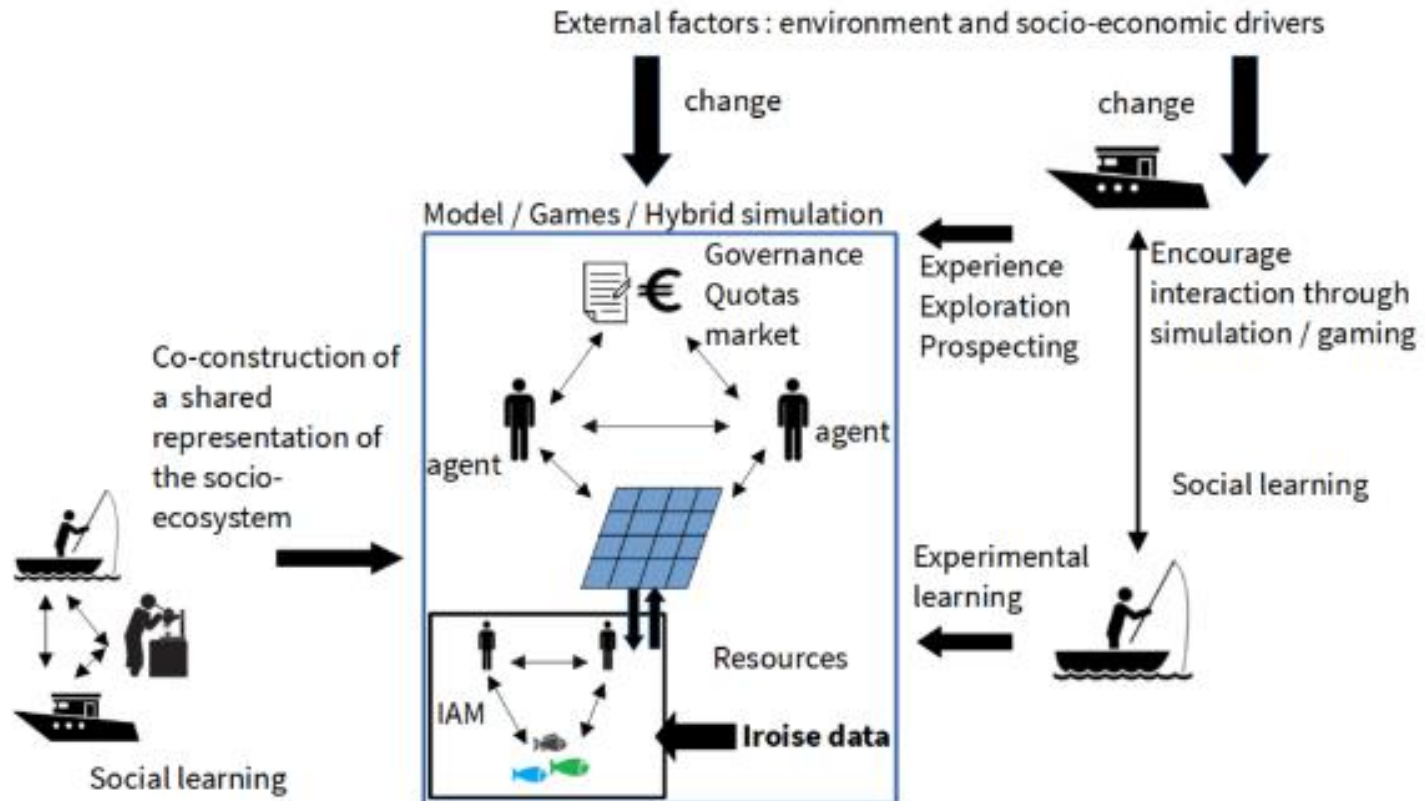 External factors : environment and socio-economic drivers
change
change
Model / Games / Hybrid simulation
Governance
Quotas
market
Experience
Exploration
Prospecting
Encourage
interaction through
simulation / gaming
Co-construction of
a shared
representation of
the socio-
ecosystem
agent
agent
Social learning
Experimental
learning
Resources
IAM
Iroise data
Social learning